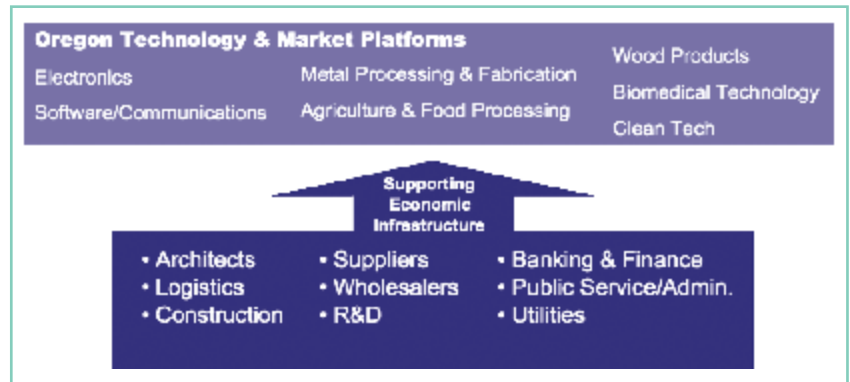 Oregon Technology & Market Platforms
Electronics
Software/Communications
Metal Processing & Fabrication
Agriculture & Food Processing
Wood Products
Biomedical Technology
Clean Tech
Supporting
Economic
Infrastructure
• Architects
• Logistics
• Construction
• Suppliers
• Wholesalers
• R&D
• Banking & Finance
• Public Service/Admin.
• Utilities